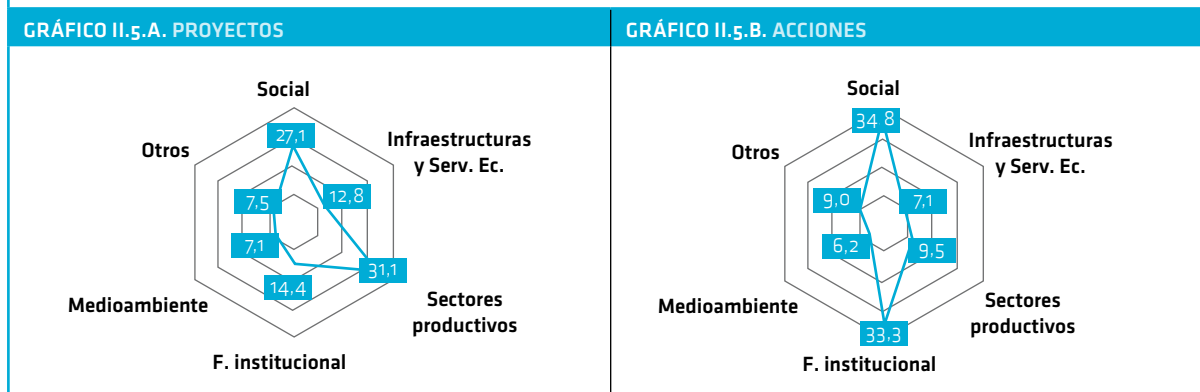 GRÁFICO II.5.A. PROYECTOS
Social
27,1
Infraestructuras
y Serv. Ec.
Otros
12,8
7,5
7,1
31,1
14,4
Medioambiente
Sectores
productivos
F. institucional
GRÁFICO II.5.B. ACCIONES
Social
34 8
Infraestructuras
y Serv. Ec.
Otros
9,0
7,1
6,2
9,5
Medioambiente
Sectores
productivos
33,3
F. institucional